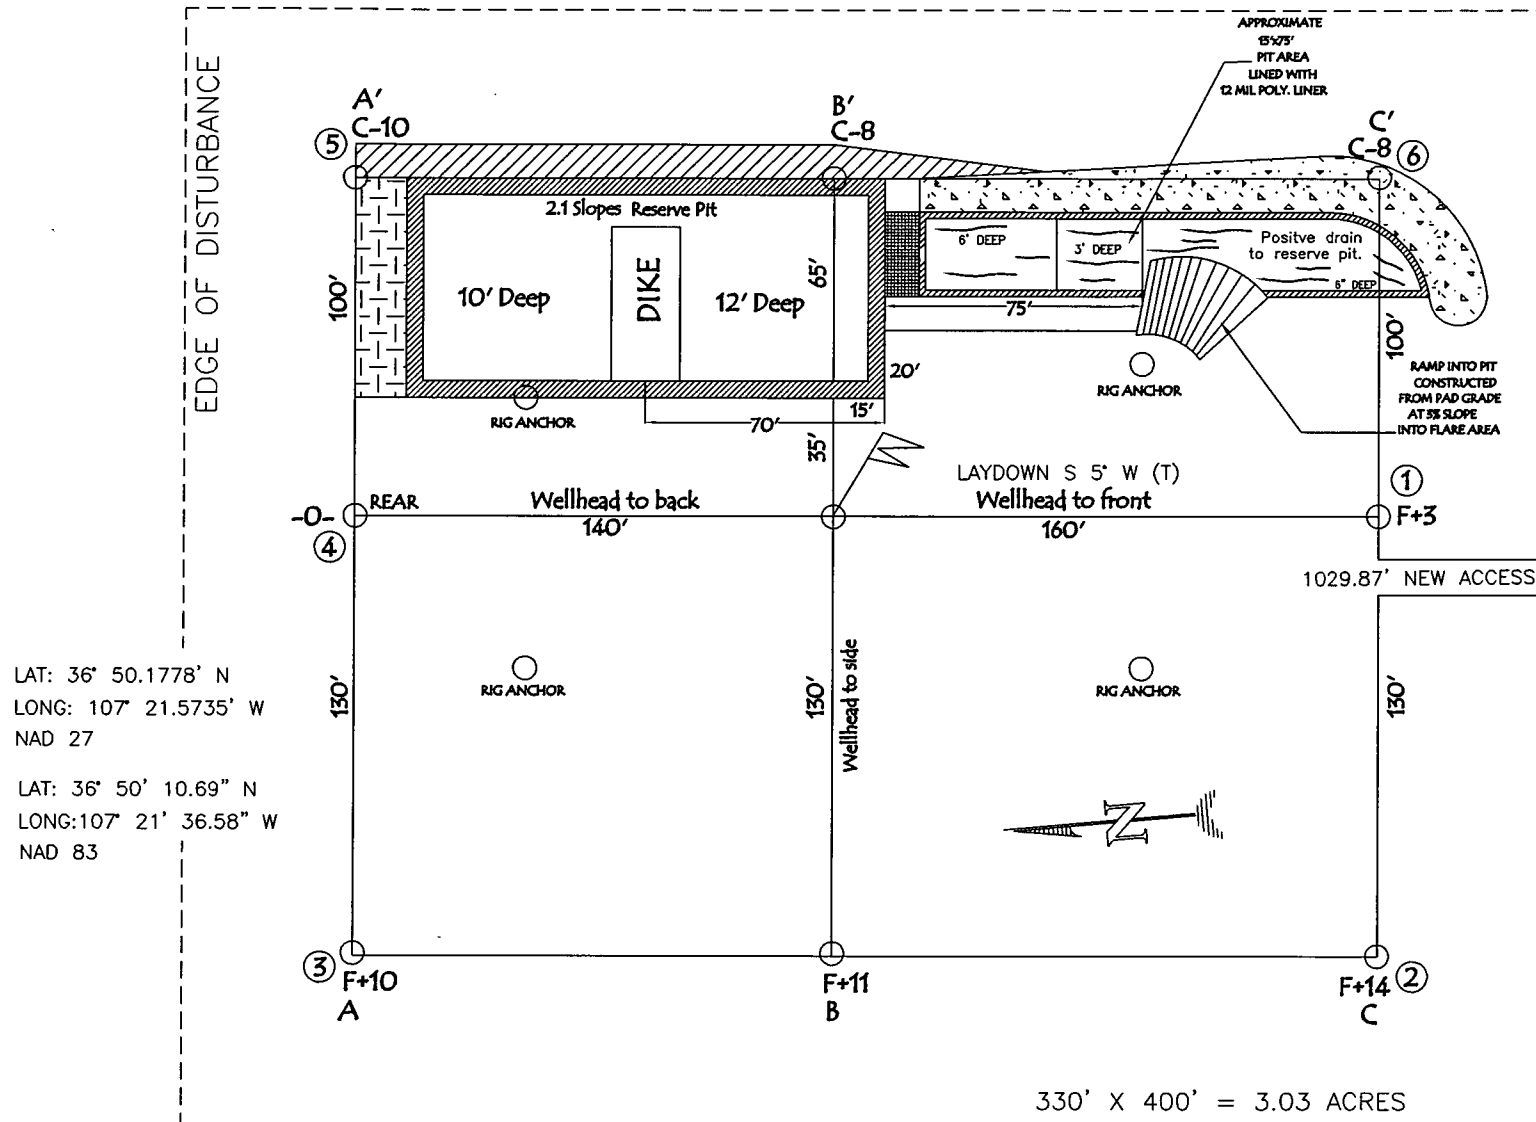 EDGE OF DISTURBANCE
APPROXIMATE
15'x75'
PIT AREA
LINED WITH
12 MIL POLY. LINER
A'
C-10
5
B'
C-8
C'
C-8
6
2.1 Slopes Reserve Pit
10' Deep
DIKE
12' Deep
65'
100'
6' DEEP
3' DEEP
Positve drain
to reserve pit.
6" DEEP
75'
100'
20'
15'
70'
35'
RIG ANCHOR
RIG ANCHOR
RAMP INTO PIT
CONSTRUCTED
FROM PAD GRADE
AT 5% SLOPE
INTO FLARE AREA
LAYDOWN S 5° W (T)
1
-0-
REAR
4
Wellhead to back
140'
Wellhead to front
160'
F+3
1029.87' NEW ACCESS
LAT: 36° 50.1778' N
LONG: 107° 21.5735' W
NAD 27
LAT: 36° 50' 10.69" N
LONG:107° 21' 36.58" W
NAD 83
130'
RIG ANCHOR
130'
Wellhead to side
RIG ANCHOR
130'
N
3
F+10
A
F+11
B
F+14
2
C
330' X 400' = 3.03 ACRES